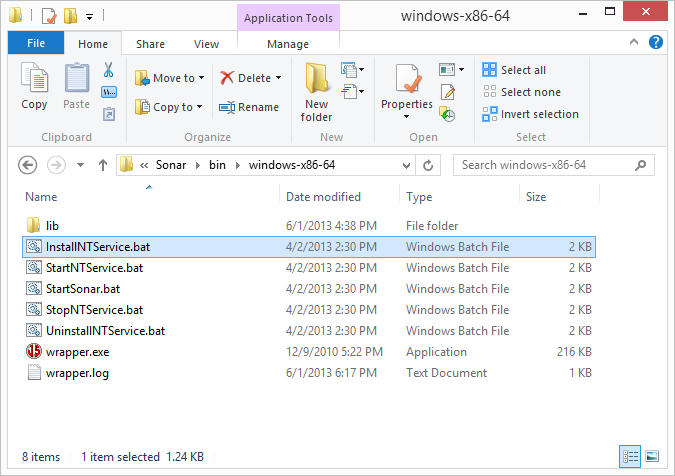 Application Tools
windows-x86-64
File
Home
Share
View
Manage
Copy
Paste
Move to
Copy to
Delete
Rename
New folder
Properties
Select all
Select none
Invert selection
Clipboard
Organize
New
Open
Select
« Sonar bin windows-x86-64
Search windows-x86-64
Name Date modified Type Size
lib 6/1/2013 4:38 PM File folder
InstallNTService.bat 4/2/2013 2:30 PM Windows Batch File 2 KB
StartNTService.bat 4/2/2013 2:30 PM Windows Batch File 2 KB
StartSonar.bat 4/2/2013 2:30 PM Windows Batch File 2 KB
StopNTService.bat 4/2/2013 2:30 PM Windows Batch File 2 KB
UninstallNTService.bat 4/2/2013 2:30 PM Windows Batch File 2 KB
wrapper.exe 12/9/2010 5:22 PM Application 216 KB
wrapper.log 6/1/2013 6:17 PM Text Document 1 KB
8 items 1 item selected 1.24 KB